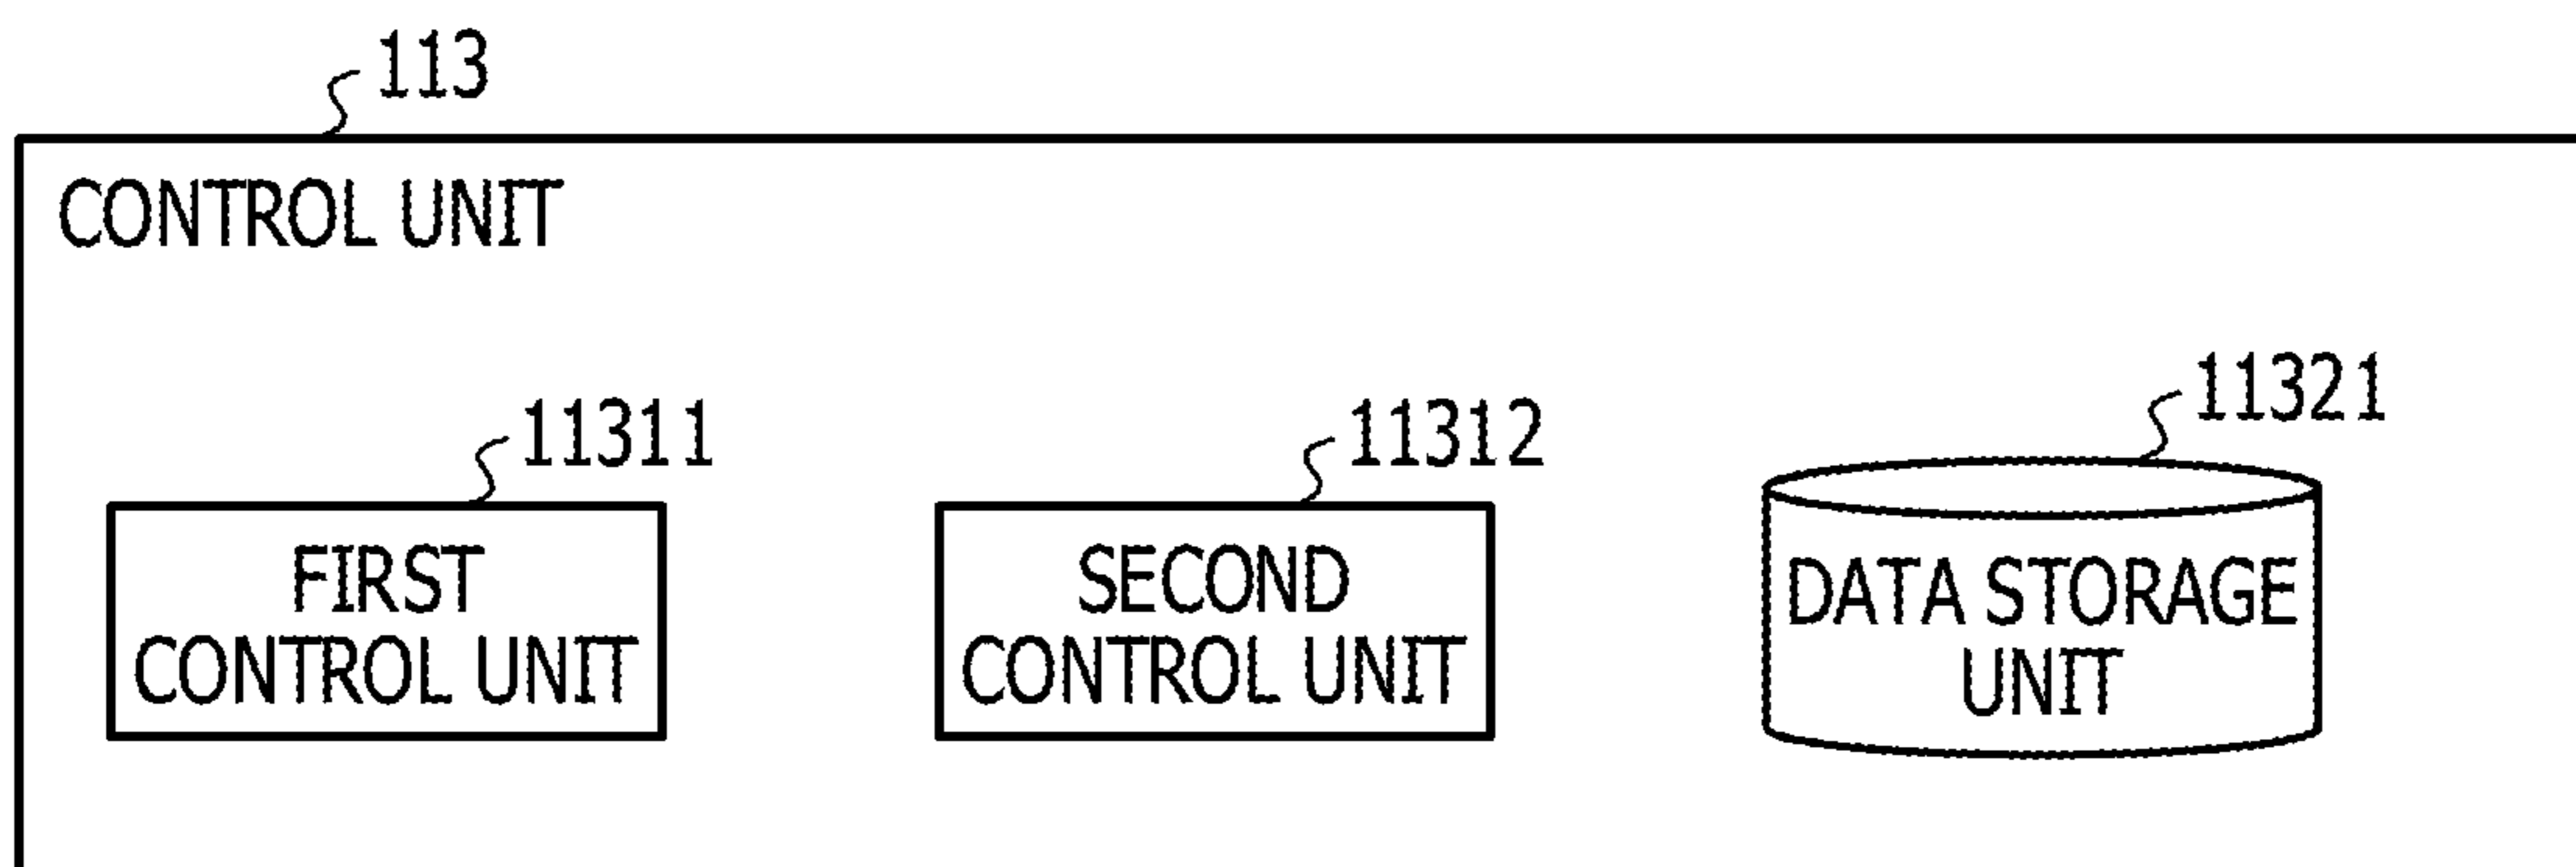 113
CONTROL UNIT
11311
FIRST
CONTROL UNIT
11312
SECOND
CONTROL UNIT
11321
DATA STORAGE
UNIT